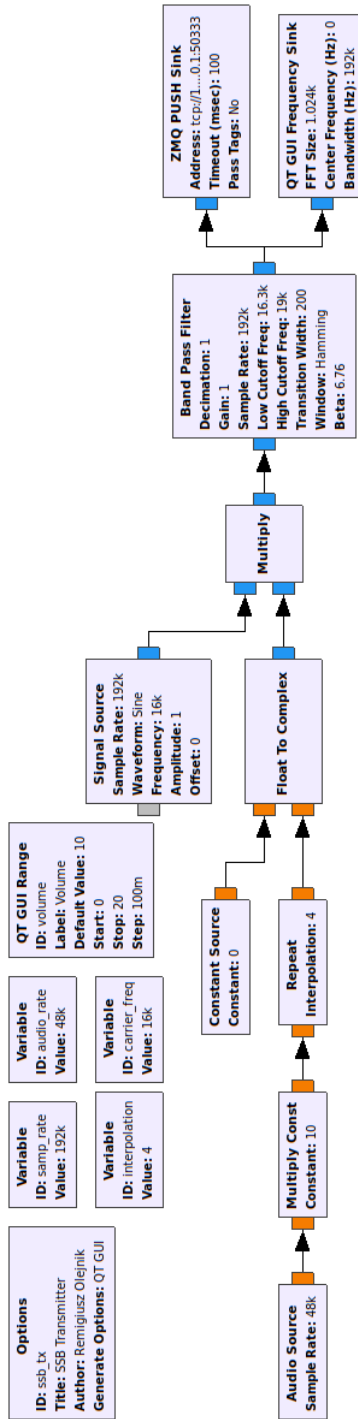 Options
ID: ssb_tx
Title: SSB Transmitter
Author: Remigiusz Olejnik
Generate Options: QT GUI
Variable
ID: samp_rate
Value: 192k
Variable
ID: audio_rate
Value: 48k
Variable
ID: interpolation
Value: 4
Variable
ID: carrier_freq
Value: 16k
QT GUI Range
ID: volume
Label: Volume
Default Value: 10
Start: 0
Stop: 20
Step: 100m
Signal Source
Sample Rate: 192k
Waveform: Sine
Frequency: 16k
Amplitude: 1
Offset: 0
Constant Source
Constant: 0
Audio Source
Sample Rate: 48k
Multiply Const
Constant: 10
Repeat
Interpolation: 4
Float To Complex
Multiply
Band Pass Filter
Decimation: 1
Gain: 1
Sample Rate: 192k
Low Cutoff Freq: 16.3k
High Cutoff Freq: 19k
Transition Width: 200
Window: Hamming
Beta: 6.76
ZMQ PUSH Sink
Address: tcp://1....0.1:50333
Timeout (msec): 100
Pass Tags: No
QT GUI Frequency Sink
FFT Size: 1.024k
Center Frequency (Hz): 0
Bandwidth (Hz): 192k